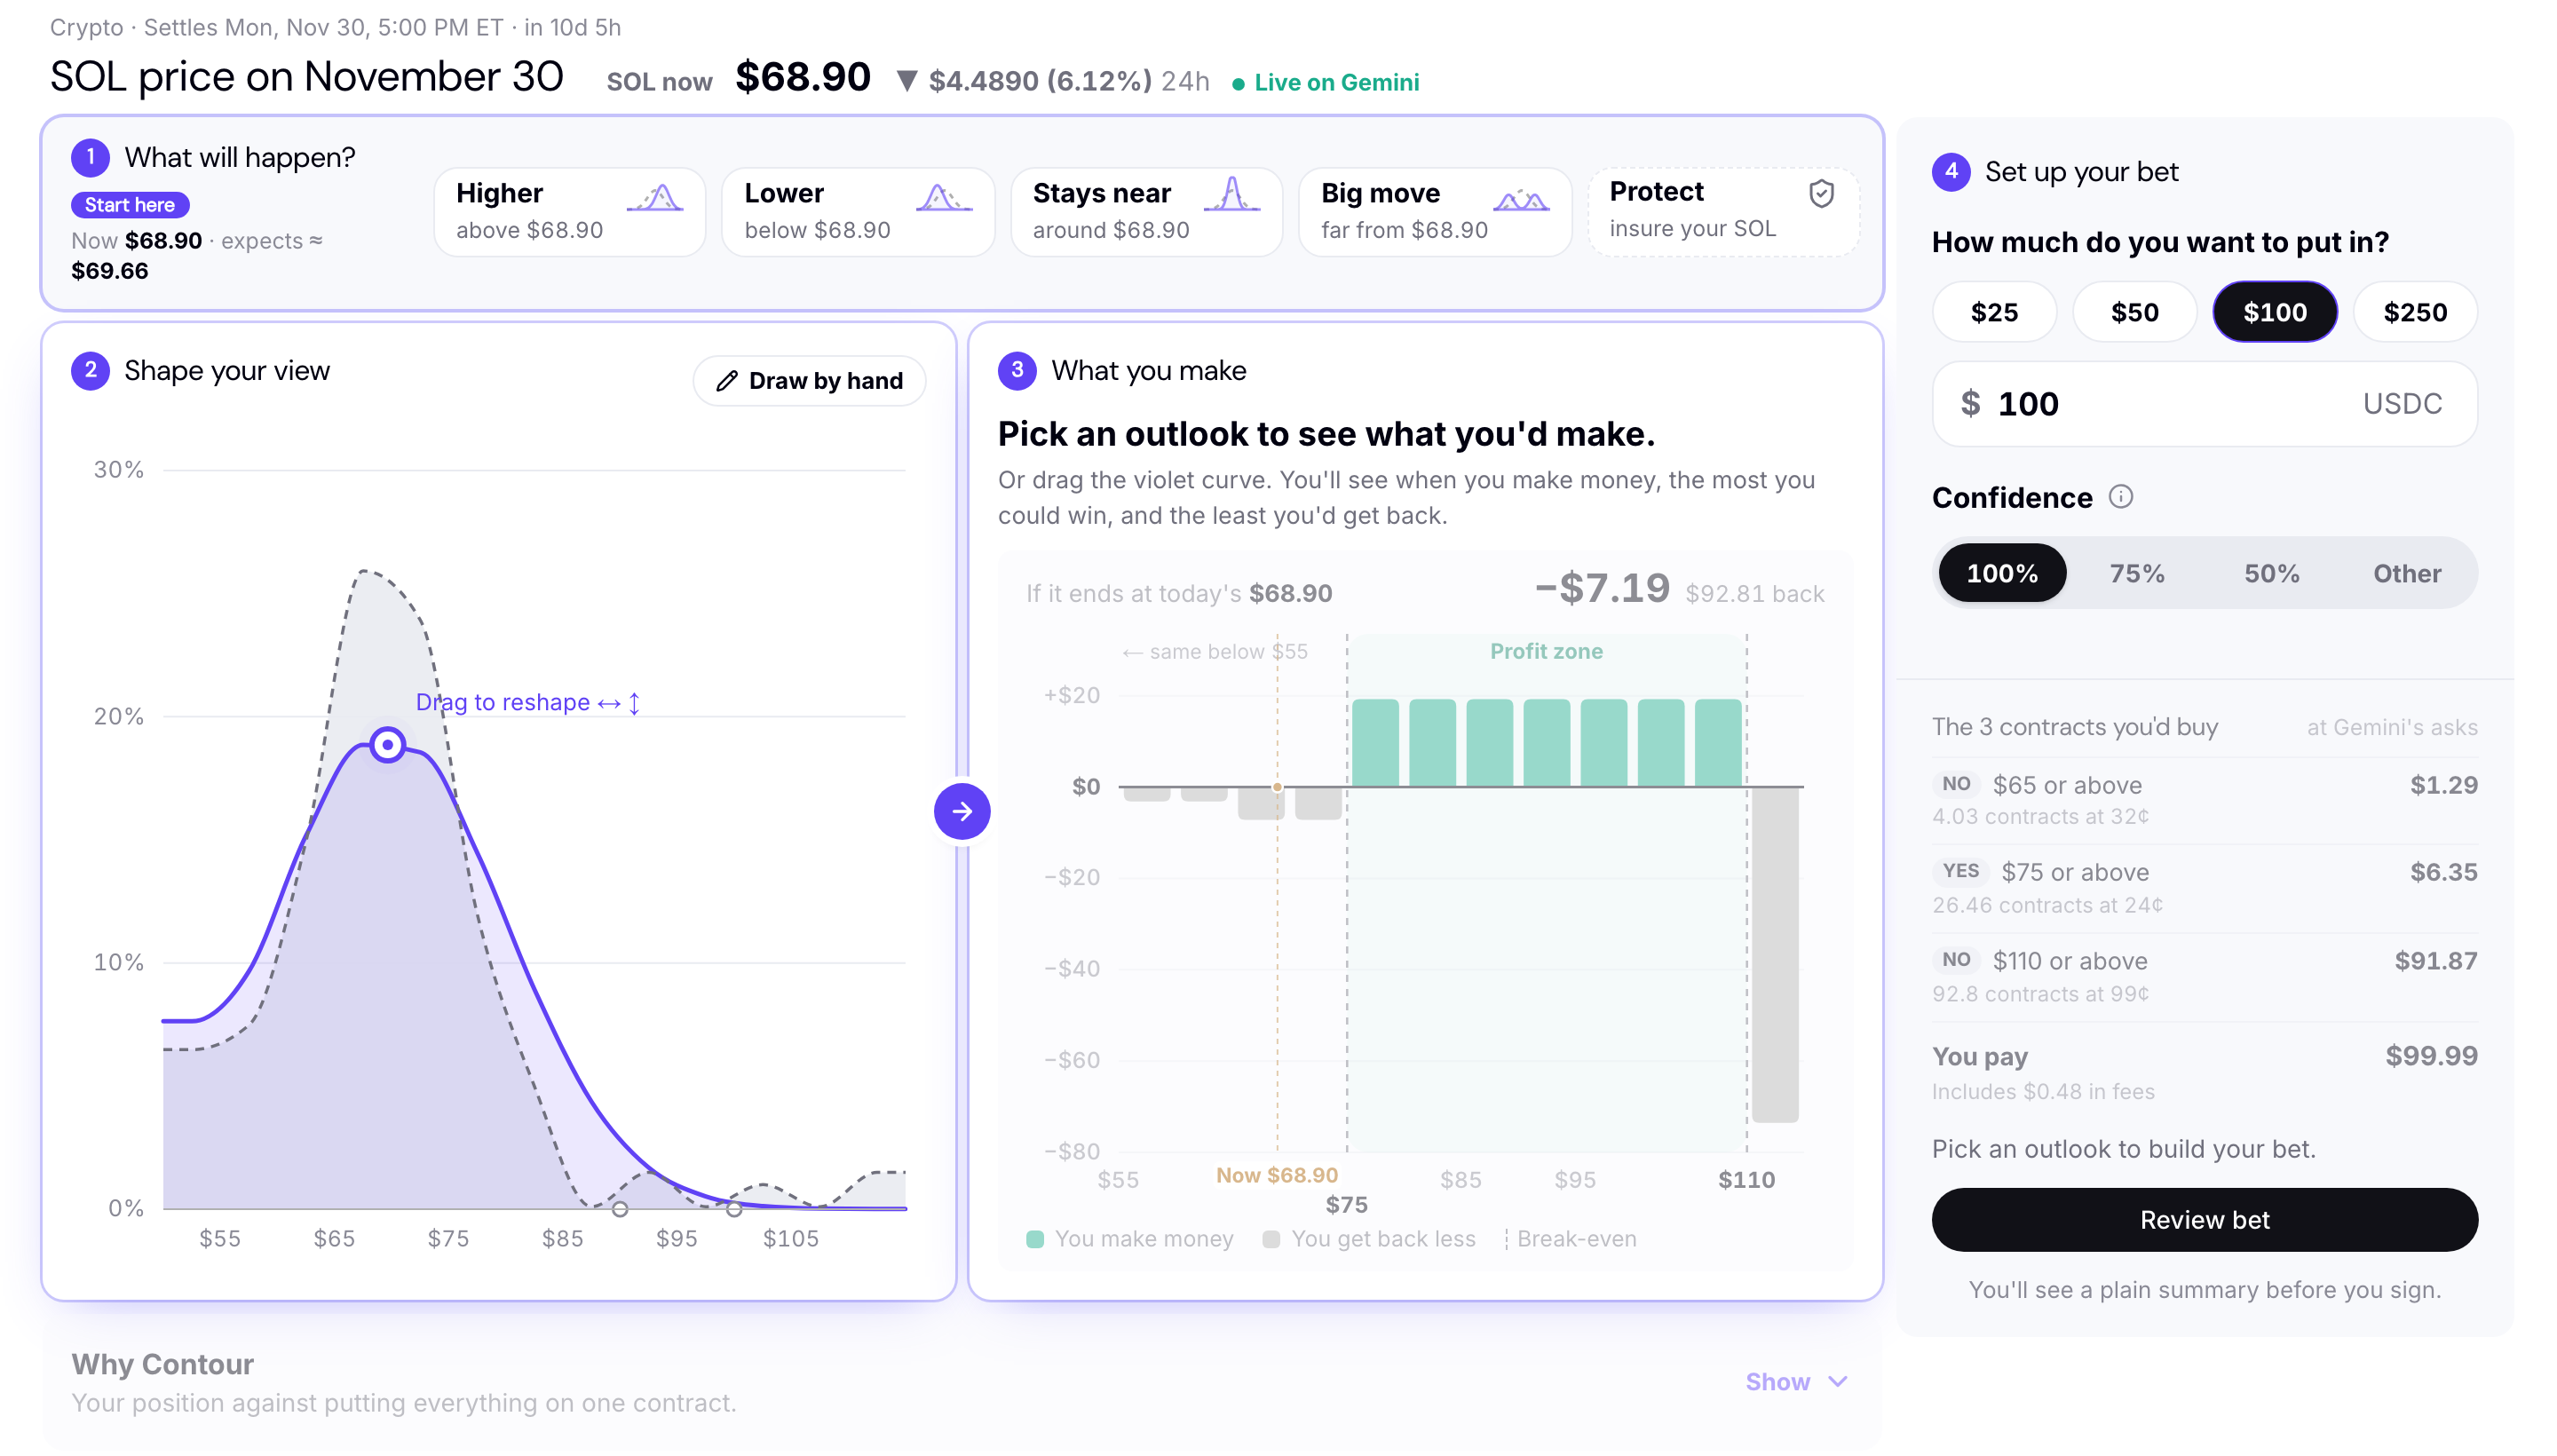 Crypto · Settles Mon, Nov 30, 5:00 PM ET · in 10d 5h
SOL price on November 30 SOL now $68.90 ▼ $4.4890 (6.12%) 24h ● Live on Gemini
1 What will happen?
Start here
Now $68.90 · expects ≈
$69.66
Higher
above $68.90
Lower
below $68.90
Stays near
around $68.90
Big move
far from $68.90
Protect
insure your SOL
2 Shape your view
Draw by hand
30%
20%
10%
0%
Drag to reshape ↔ ↕
$55 $65 $75 $85 $95 $105
3 What you make
Pick an outlook to see what you'd make.
Or drag the violet curve. You'll see when you make money, the most you
could win, and the least you'd get back.
If it ends at today's $68.90 −$7.19 $92.81 back
← same below $55 Profit zone
+$20
$0
−$20
−$40
−$60
−$80
$55 Now $68.90 $85 $95 $110
$75
You make money You get back less Break-even
4 Set up your bet
How much do you want to put in?
$25 $50 $100 $250
$ 100 USDC
Confidence
100% 75% 50% Other
The 3 contracts you'd buy at Gemini's asks
NO $65 or above $1.29
4.03 contracts at 32¢
YES $75 or above $6.35
26.46 contracts at 24¢
NO $110 or above $91.87
92.8 contracts at 99¢
You pay $99.99
Includes $0.48 in fees
Pick an outlook to build your bet.
Review bet
You'll see a plain summary before you sign.
Why Contour
Your position against putting everything on one contract.
Show